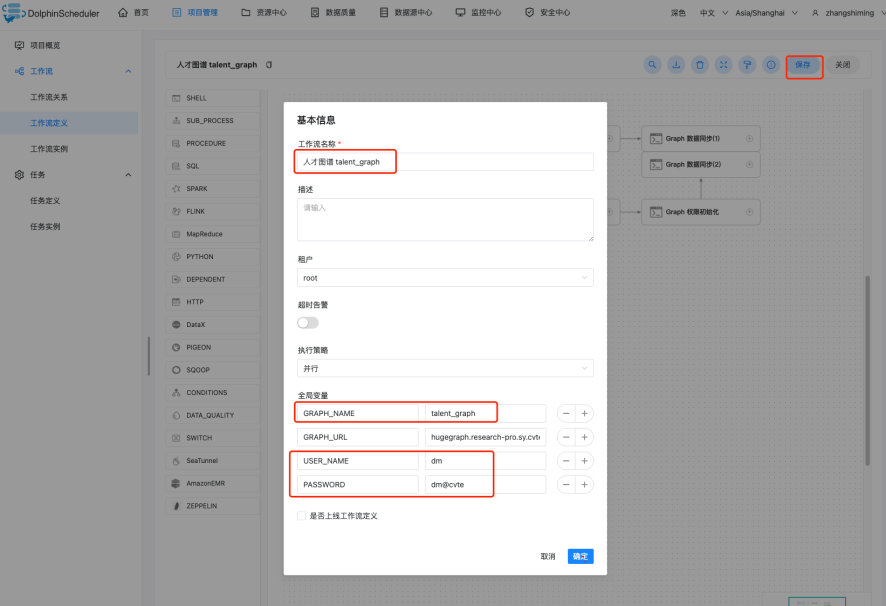 DolphinScheduler
首页
项目管理
资源中心
数据质量
数据源中心
监控中心
安全中心
深色
中文
Asia/Shanghai
zhangshiming
项目概览
工作流
工作流关系
工作流定义
工作流实例
任务
任务定义
任务实例
人才图谱 talent_graph
保存
关闭
SHELL
SUB_PROCESS
PROCEDURE
SQL
SPARK
FLINK
MapReduce
PYTHON
DEPENDENT
HTTP
DataX
PIGEON
SQOOP
CONDITIONS
DATA_QUALITY
SWITCH
SeaTunnel
AmazonEMR
ZEPPELIN
基本信息
工作流名称 *
人才图谱 talent_graph
描述
请输入
租户
root
超时告警
执行策略
并行
全局变量
GRAPH_NAME talent_graph
GRAPH_URL hugegraph.research-pro.sy.cvte
USER_NAME dm
PASSWORD dm@cvte
是否上线工作流定义
取消
确定
Graph 数据同步(1)
Graph 数据同步(2)
Graph 权限初始化